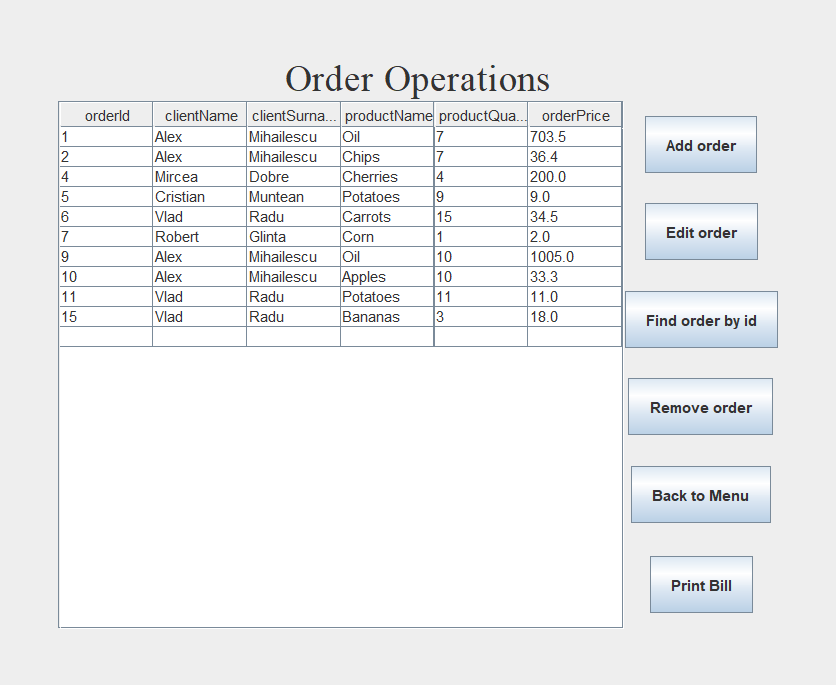 Order Operations
orderId clientName clientSurna... productName productQua... orderPrice
1 Alex Mihailescu Oil 7 703.5
2 Alex Mihailescu Chips 7 36.4
4 Mircea Dobre Cherries 4 200.0
5 Cristian Muntean Potatoes 9 9.0
6 Vlad Radu Carrots 15 34.5
7 Robert Glinta Corn 1 2.0
9 Alex Mihailescu Oil 10 1005.0
10 Alex Mihailescu Apples 10 33.3
11 Vlad Radu Potatoes 11 11.0
15 Vlad Radu Bananas 3 18.0
Add order
Edit order
Find order by id
Remove order
Back to Menu
Print Bill